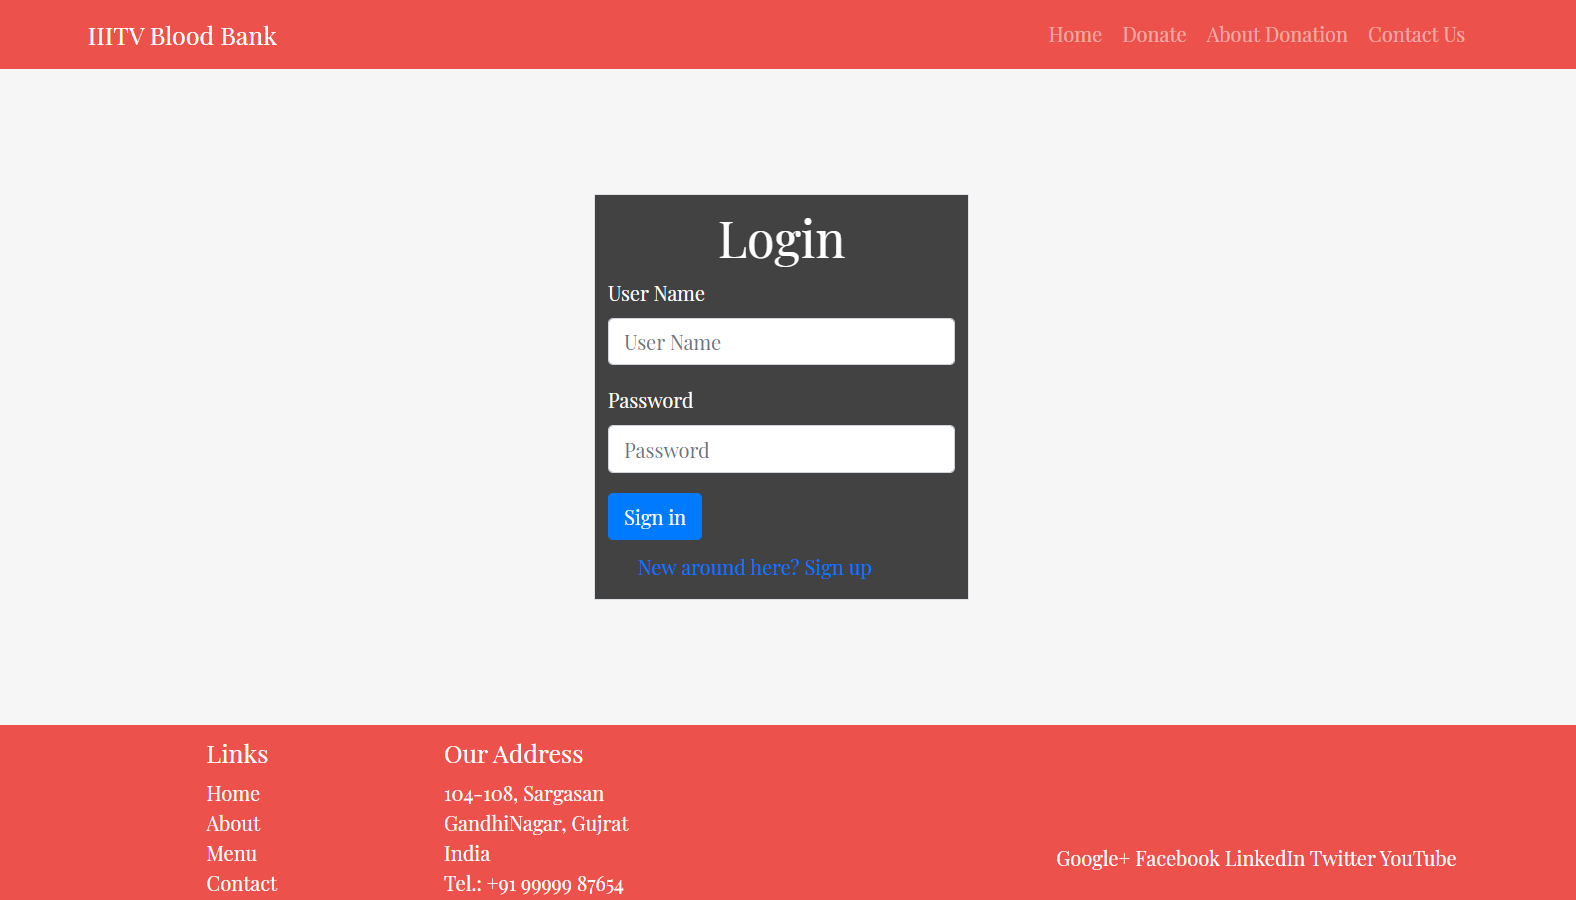 IIITV Blood Bank
Home Donate About Donation Contact Us
Login
User Name
User Name
Password
Password
Sign in
New around here? Sign up
Links
Home
About
Menu
Contact
Our Address
104-108, Sargasan
GandhiNagar, Gujrat
India
Tel.: +91 99999 87654
Google+ Facebook LinkedIn Twitter YouTube